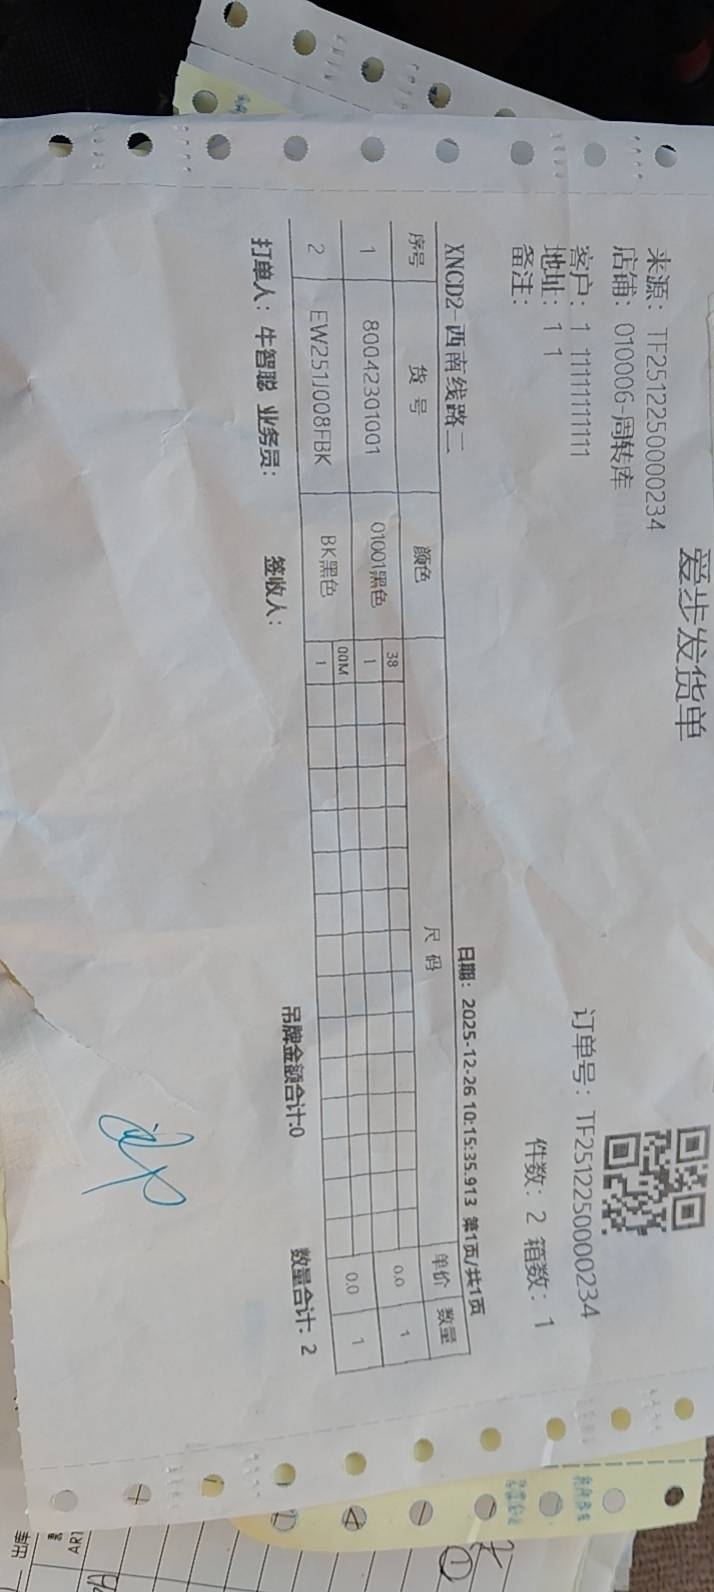 爱步发货单
来源：TF2512250000234
订单号：TF2512250000234
店铺：010006-周转库
件数：2 箱数：1
客户：1 11111111111
地址：1 1
备注：
日期：2025-12-26 10:15:35.913 第1页/共1页
XNCD2-西南线路二
序号 货号 颜色 尺码 单价 数量
38
1 80042301001 01001黑色 1 0.0 1
00M
2 EW251J008FBK BK黑色 1 0.0 1
打单人：牛智聪 业务员： 签收人： 吊牌金额合计:0 数量合计: 2
①
出库